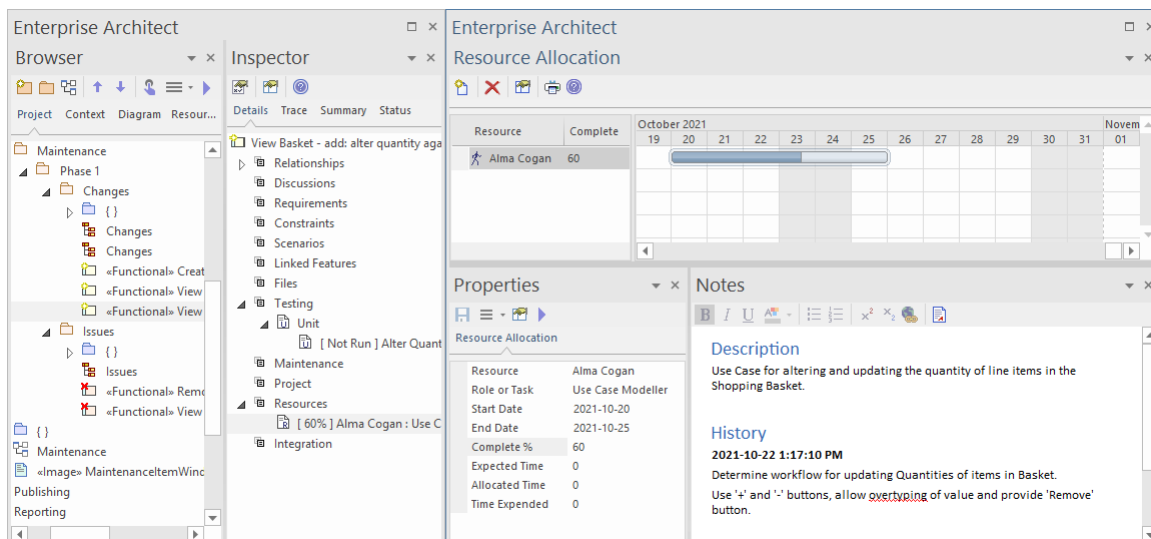 Enterprise Architect
Browser
Project Context Diagram Resour...
Maintenance
Phase 1
Changes
{ }
Changes
Changes
«Functional» Creat
«Functional» View
«Functional» View
Issues
{ }
Issues
«Functional» Remo
«Functional» View
{ }
Maintenance
«Image» MaintenanceItemWind
Publishing
Reporting
Inspector
Details Trace Summary Status
View Basket - add: alter quantity aga
Relationships
Discussions
Requirements
Constraints
Scenarios
Linked Features
Files
Testing
Unit
[ Not Run ] Alter Quant
Maintenance
Project
Resources
[ 60% ] Alma Cogan : Use C
Integration
Enterprise Architect
Resource Allocation
Resource Complete
October 2021 Novem
19 20 21 22 23 24 25 26 27 28 29 30 31 01
Alma Cogan 60
Properties
Resource Allocation
Resource Alma Cogan
Role or Task Use Case Modeller
Start Date 2021-10-20
End Date 2021-10-25
Complete % 60
Expected Time 0
Allocated Time 0
Time Expended 0
Notes
B I U A x² x₂
Description
Use Case for altering and updating the quantity of line items in the
Shopping Basket.
History
2021-10-22 1:17:10 PM
Determine workflow for updating Quantities of items in Basket.
Use '+' and '-' buttons, allow overtyping of value and provide 'Remove'
button.